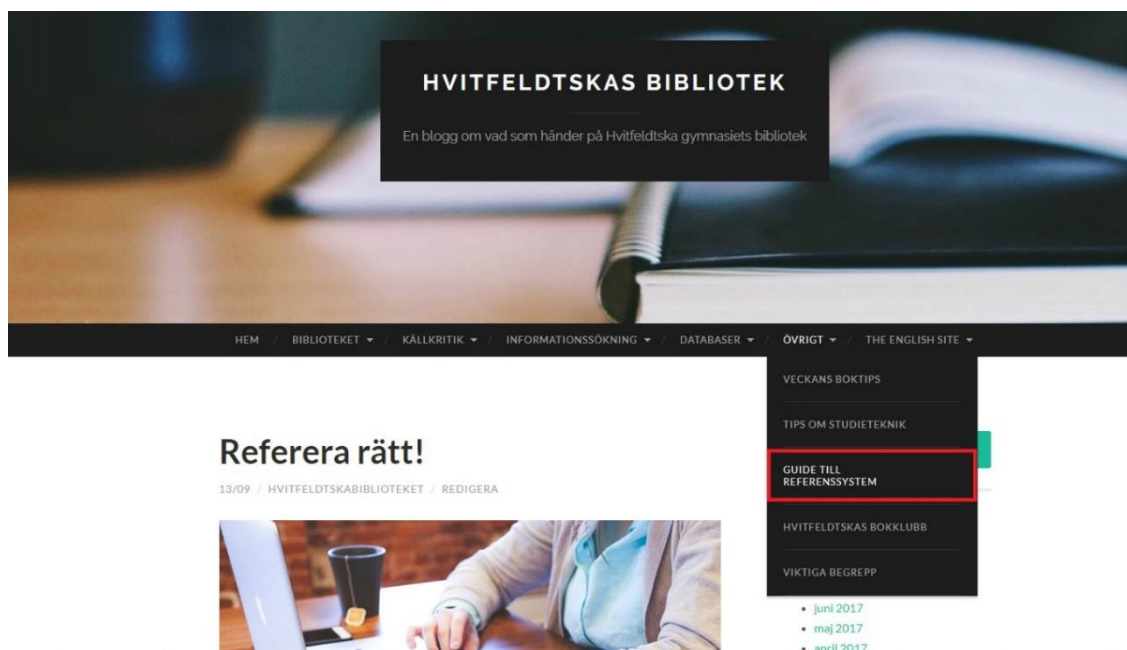 HVITFELDTSKAS BIBLIOTEK
En blogg om vad som händer på Hvitfeldtska gymnasiets bibliotek
HEM / BIBLIOTEKET / KÄLLKRITIK / INFORMATIONSSÖKNING / DATABASER / ÖVRIGT / THE ENGLISH SITE
VECKANS BOKTIPS
TIPS OM STUDIETEKNIK
GUIDE TILL
REFERENSSYSTEM
HVITFELDTSKAS BOKKLUBB
VIKTIGA BEGREPP
Referera rätt!
13/09 / HVITFELDTSKABIBLIOTEKET / REDIGERA
juni 2017
maj 2017
april 2017